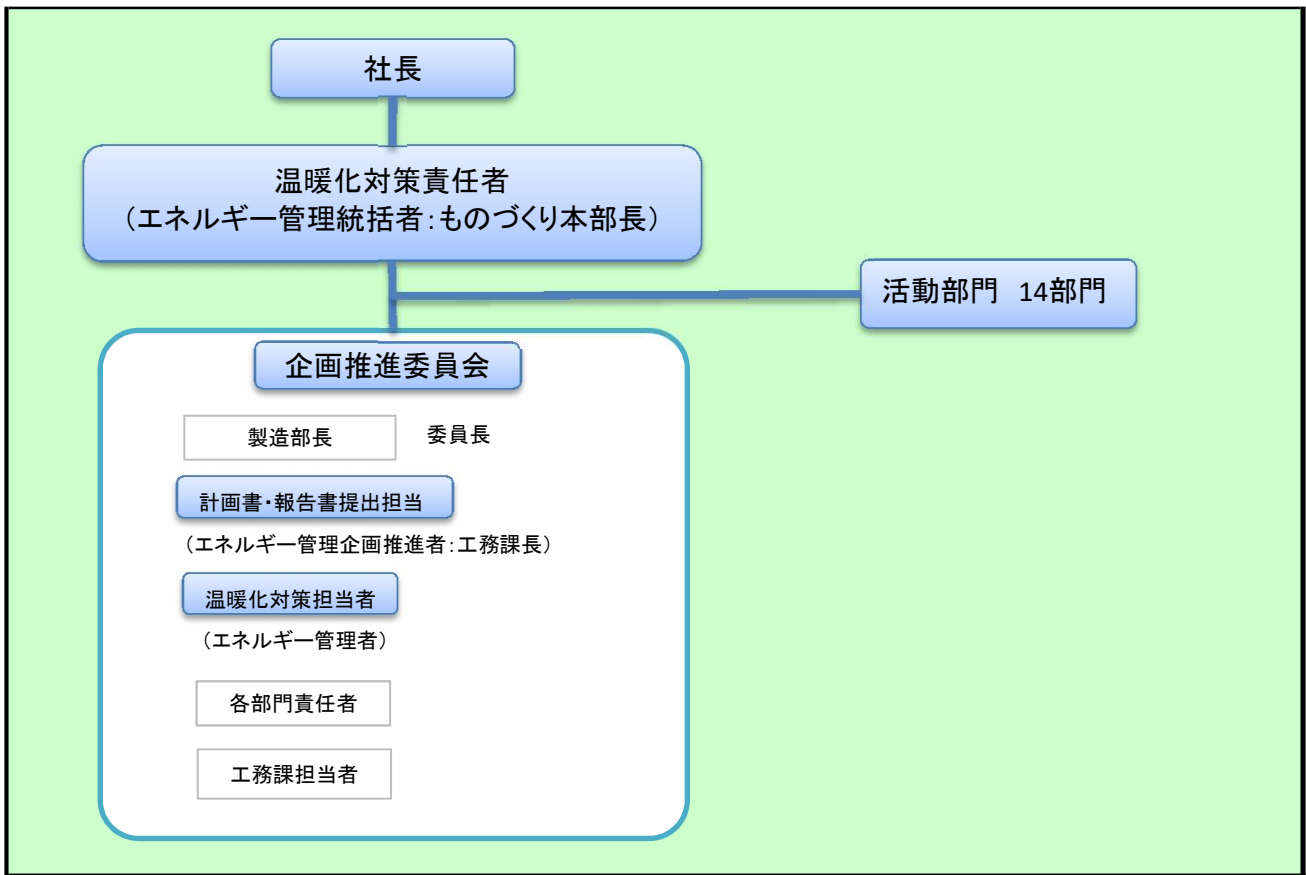 社長
温暖化対策責任者
（エネルギー管理統括者：ものづくり本部長）
活動部門　14部門
企画推進委員会
製造部長　委員長
計画書・報告書提出担当
（エネルギー管理企画推進者：工務課長）
温暖化対策担当者
（エネルギー管理者）
各部門責任者
工務課担当者